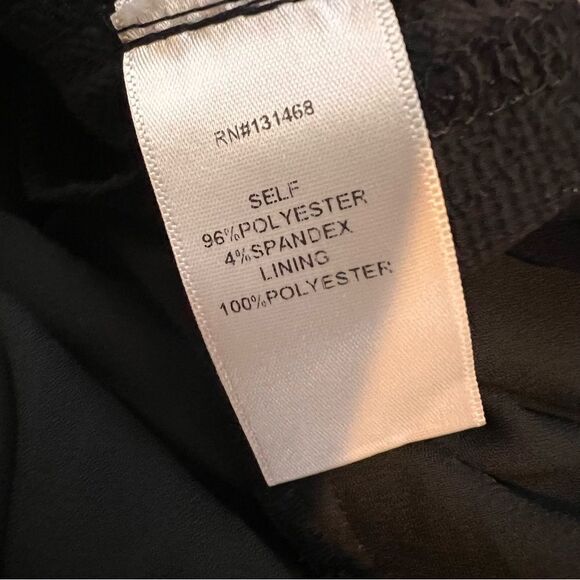 RN#131468
SELF
96%POLYESTER
4%SPANDEX
LINING
100%POLYESTER